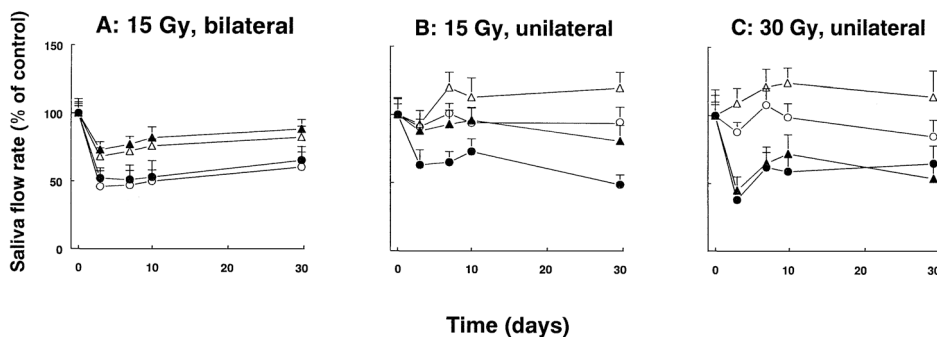 A: 15 Gy, bilateral
B: 15 Gy, unilateral
C: 30 Gy, unilateral
Saliva flow rate (% of control)
150
100
50
0
0 10 20 30
0 10 20 30
0 10 20 30
Time (days)